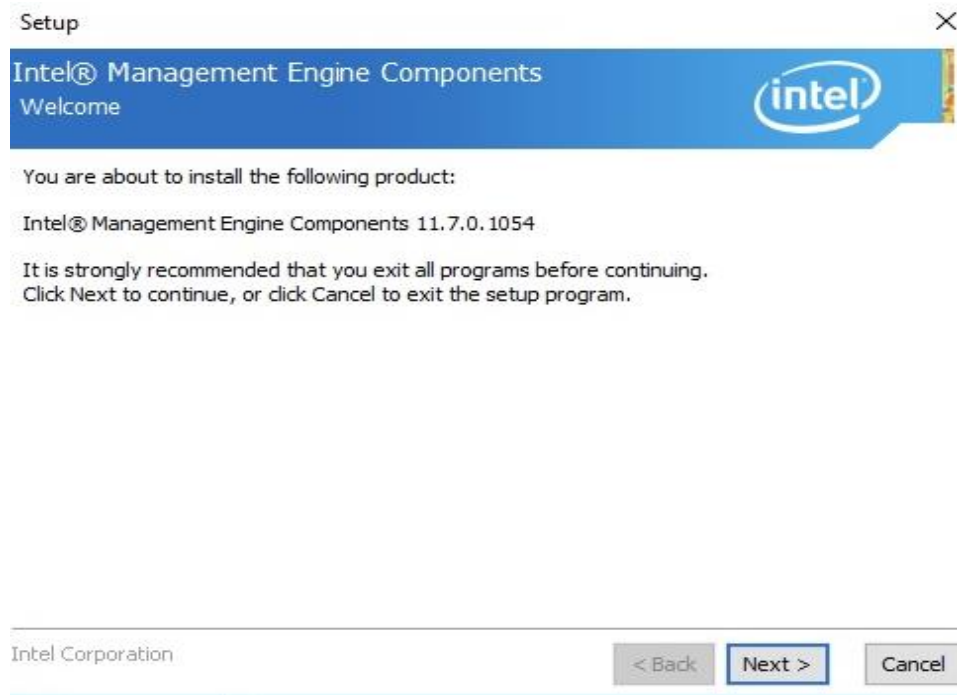 Setup
Intel® Management Engine Components
Welcome
intel
You are about to install the following product:
Intel® Management Engine Components 11.7.0.1054
It is strongly recommended that you exit all programs before continuing.
Click Next to continue, or click Cancel to exit the setup program.
Intel Corporation
< Back Next > Cancel